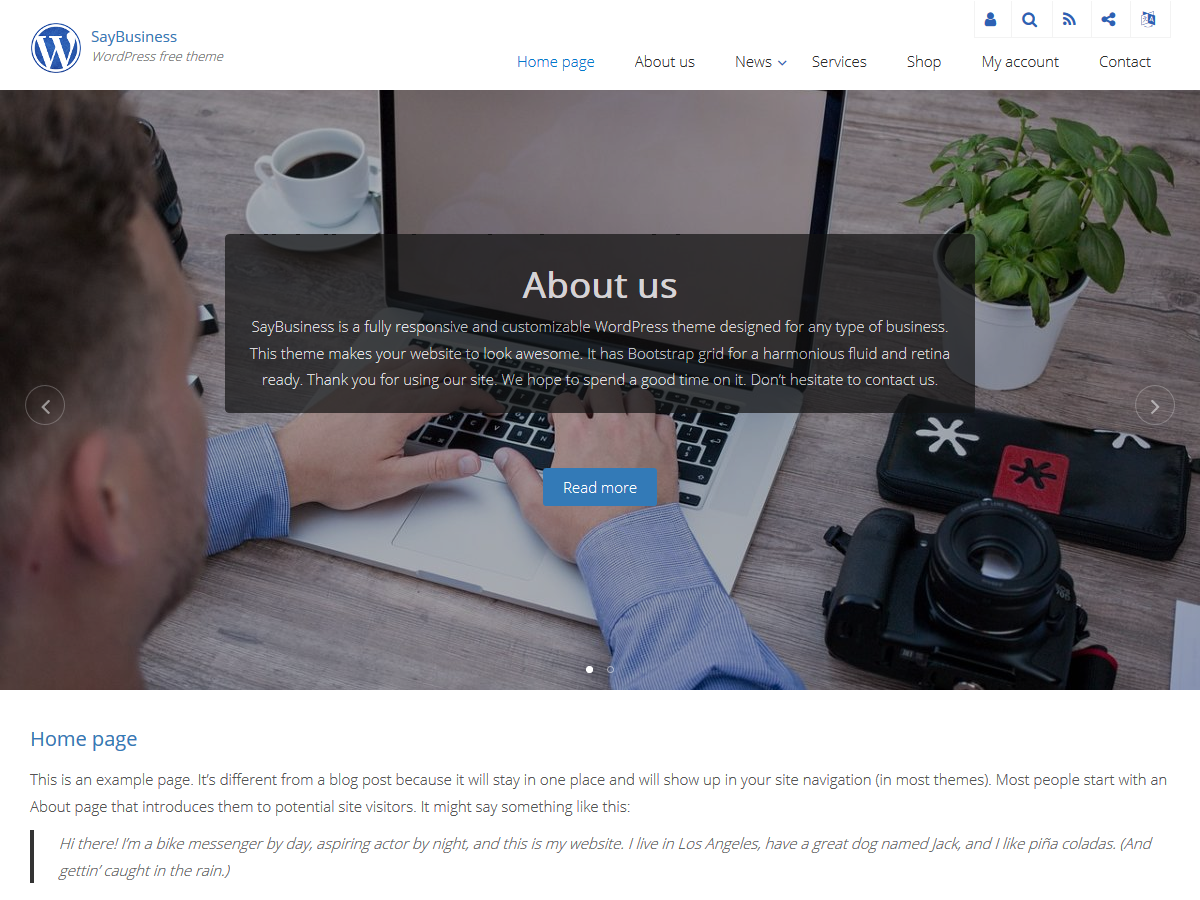 SayBusiness
WordPress free theme
Home page
About us
News
Services
Shop
My account
Contact
About us
SayBusiness is a fully responsive and customizable WordPress theme designed for any type of business.
This theme makes your website to look awesome. It has Bootstrap grid for a harmonious fluid and retina
ready. Thank you for using our site. We hope to spend a good time on it. Don’t hesitate to contact us.
Read more
Home page
This is an example page. It’s different from a blog post because it will stay in one place and will show up in your site navigation (in most themes). Most people start with an
About page that introduces them to potential site visitors. It might say something like this:
Hi there! I’m a bike messenger by day, aspiring actor by night, and this is my website. I live in Los Angeles, have a great dog named Jack, and I like piña coladas. (And
gettin’ caught in the rain.)